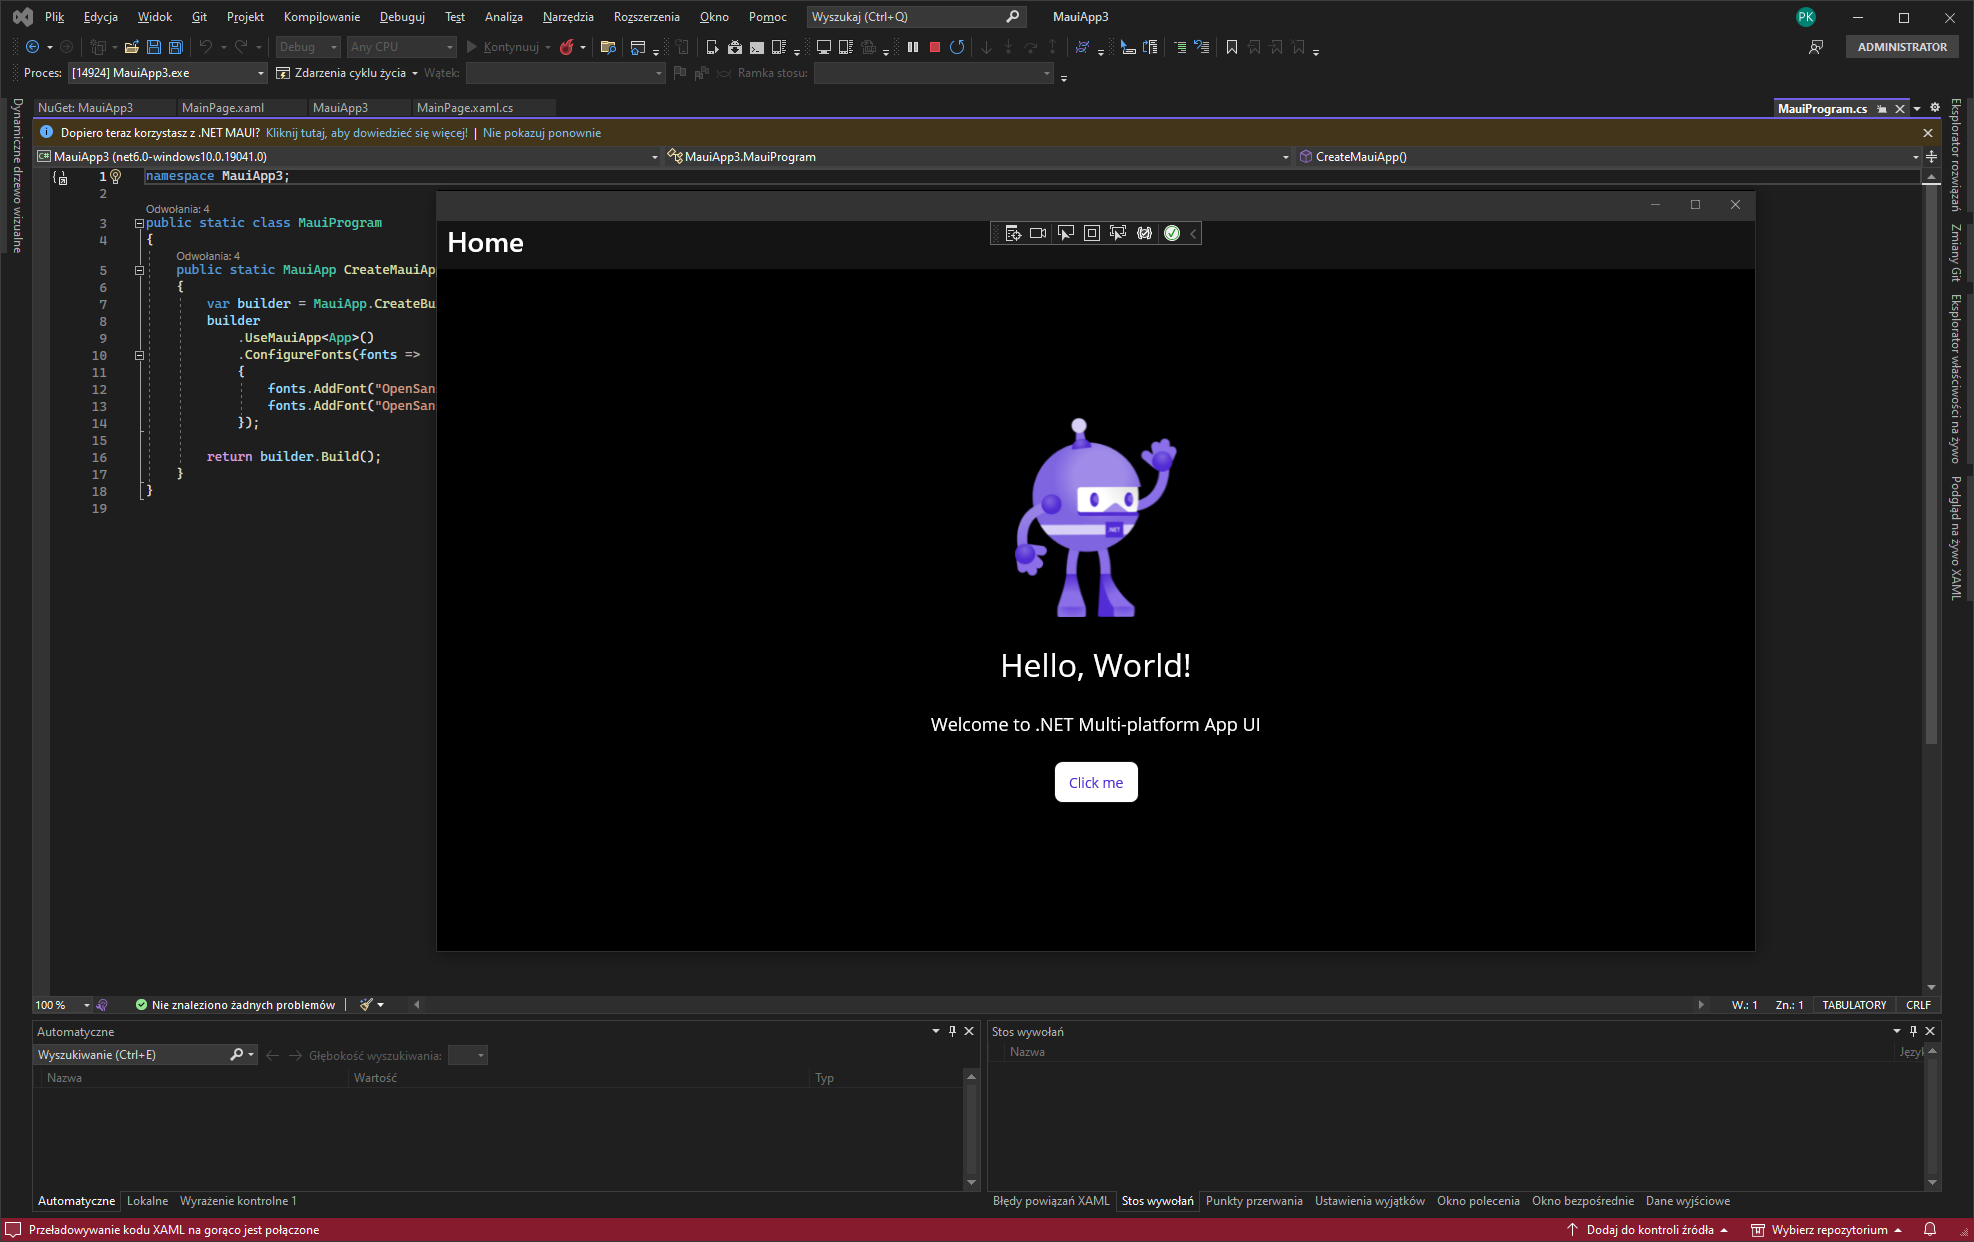 Plik Edycja Widok Git Projekt Kompilowanie Debuguj Test Analiza Narzędzia Rozszerzenia Okno Pomoc Wyszukaj (Ctrl+Q) MauiApp3 PK
Debug Any CPU Kontynuuj ADMINISTRATOR
Proces: [14924] MauiApp3.exe Zdarzenia cyklu życia Wątek: Ramka stosu:
NuGet: MauiApp3 MainPage.xaml MauiApp3 MainPage.xaml.cs MauiProgram.cs
Dopiero teraz korzystasz z .NET MAUI? Kliknij tutaj, aby dowiedzieć się więcej! | Nie pokazuj ponownie
C# MauiApp3 (net6.0-windows10.0.19041.0) MauiApp3.MauiProgram CreateMauiApp()
Dynamiczne drzewo wizualne
1 namespace MauiApp3;
2
Odwołania: 4
3 public static class MauiProgram
4 {
Odwołania: 4
5 public static MauiApp CreateMauiAp
6 {
7 var builder = MauiApp.CreateBu
8 builder
9 .UseMauiApp<App>()
10 .ConfigureFonts(fonts =>
11 {
12 fonts.AddFont("OpenSan
13 fonts.AddFont("OpenSan
14 });
15
16 return builder.Build();
17 }
18 }
19
Home
.NET
Hello, World!
Welcome to .NET Multi-platform App UI
Click me
Eksplorator rozwiązań
Zmiany Git
Eksplorator właściwości na żywo
Podgląd na żywo XAML
100 % Nie znaleziono żadnych problemów W.: 1 Zn.: 1 TABULATORY CRLF
Automatyczne
Wyszukiwanie (Ctrl+E) Głębokość wyszukiwania:
Nazwa Wartość Typ
Automatyczne Lokalne Wyrażenie kontrolne 1
Stos wywołań
Nazwa Język
Błędy powiązań XAML Stos wywołań Punkty przerwania Ustawienia wyjątków Okno polecenia Okno bezpośrednie Dane wyjściowe
Przeładowywanie kodu XAML na gorąco jest połączone Dodaj do kontroli źródła Wybierz repozytorium